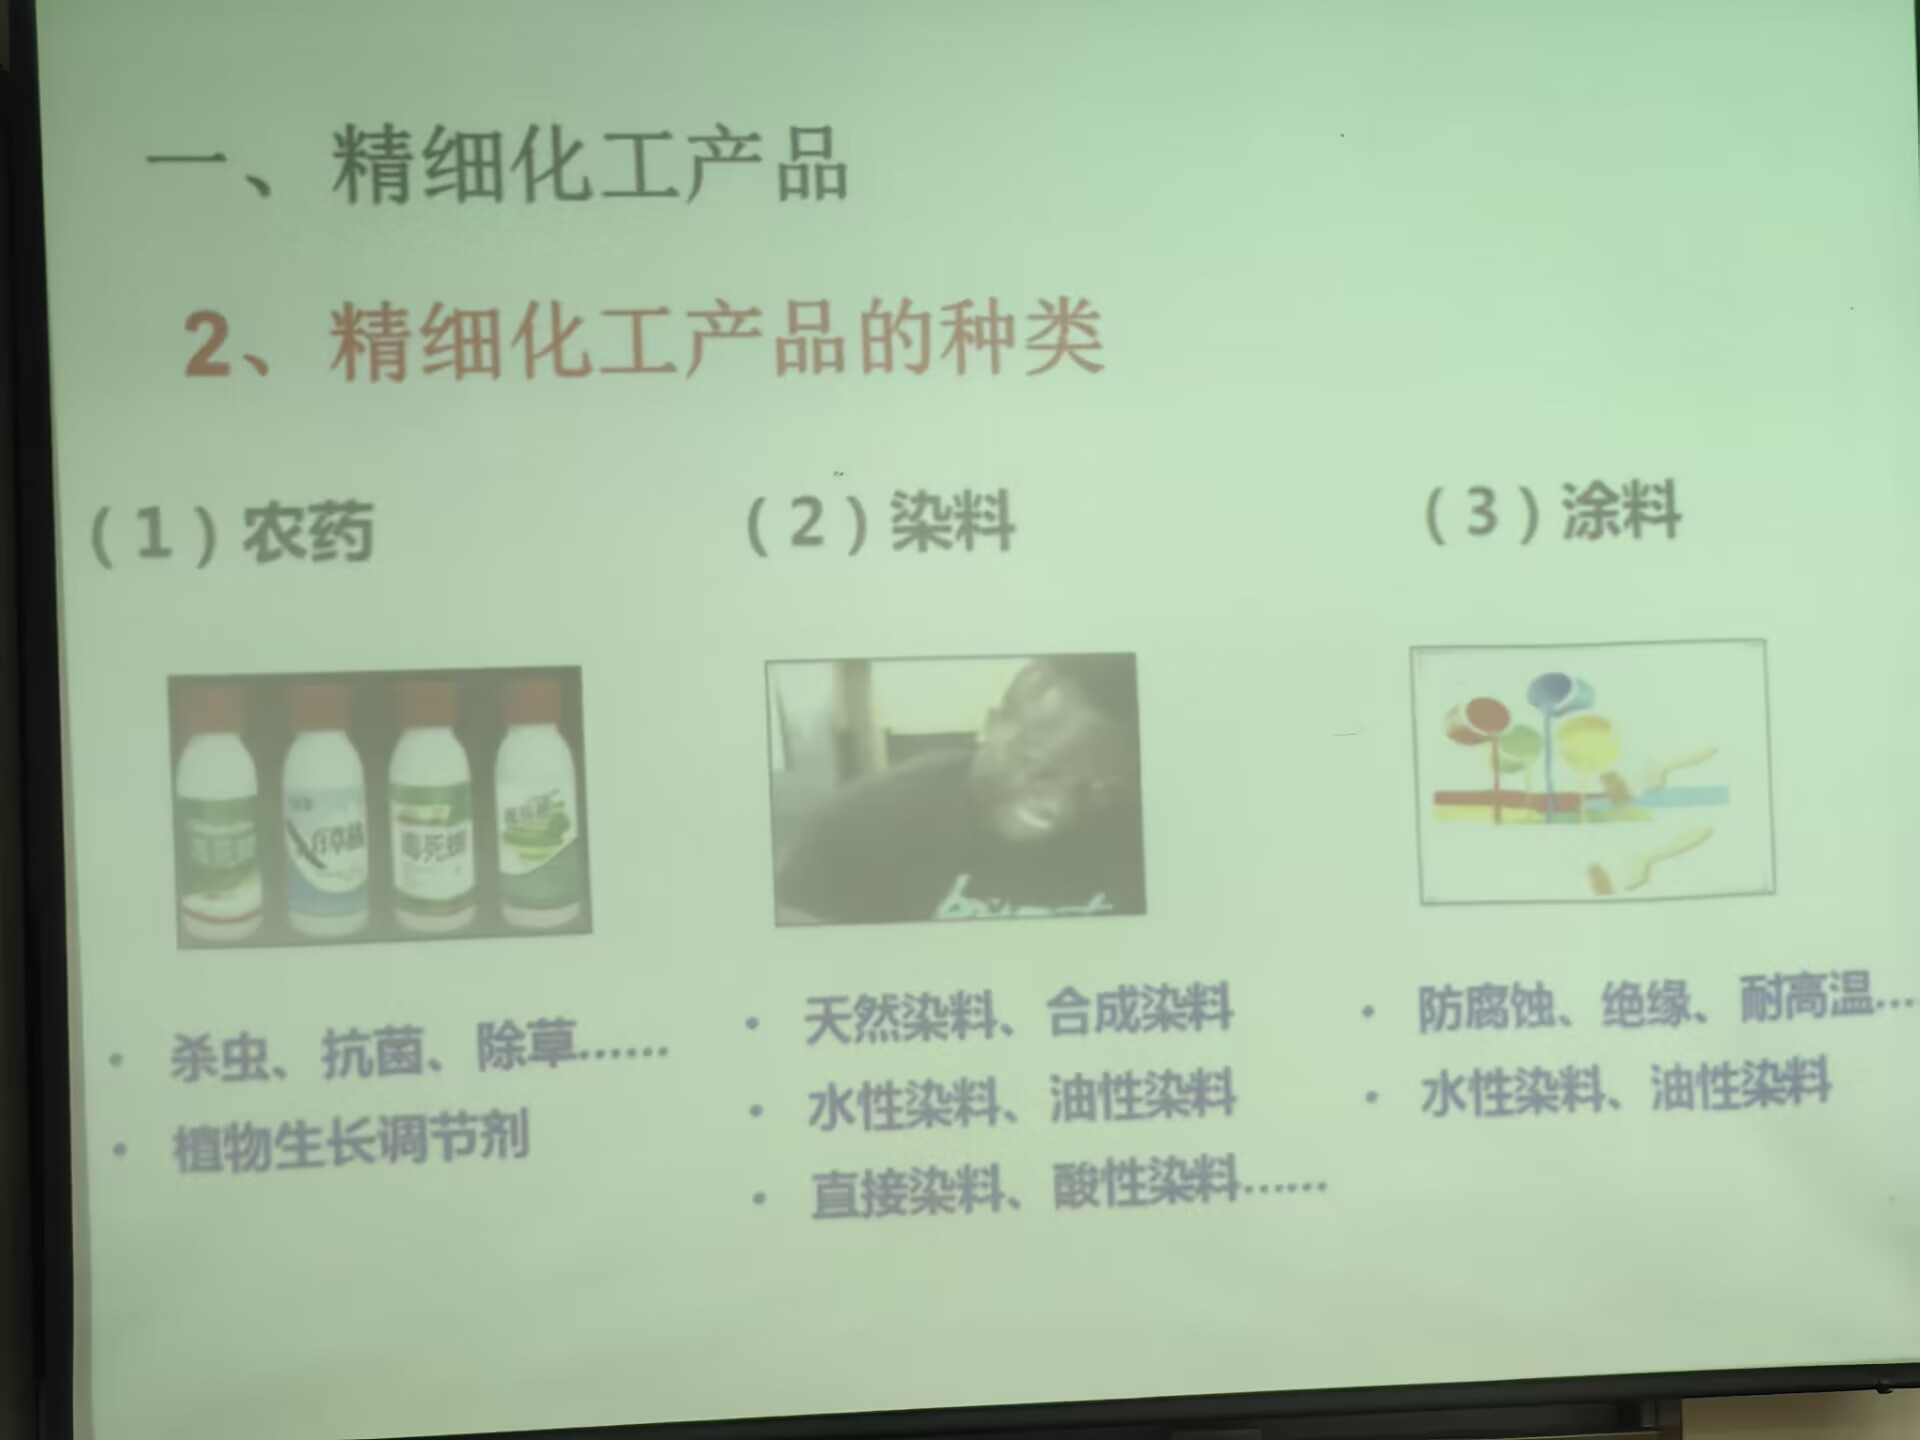 一、精细化工产品
2、精细化工产品的种类
（1）农药
（2）染料
（3）涂料
百草枯
毒死蜱
• 杀虫、抗菌、除草……
• 植物生长调节剂
• 天然染料、合成染料
• 水性染料、油性染料
• 直接染料、酸性染料……
• 防腐蚀、绝缘、耐高温…
• 水性染料、油性染料